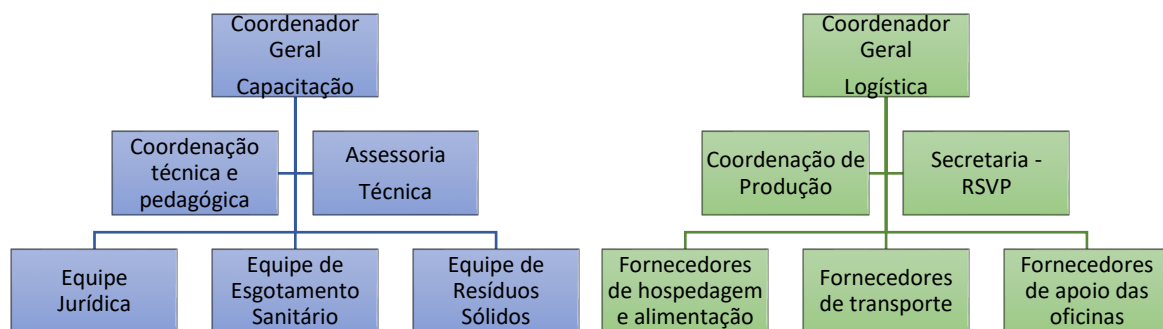 Coordenador
Geral
Capacitação
Coordenação
técnica e
pedagógica
Assessoria
Técnica
Equipe
Jurídica
Equipe de
Esgotamento
Sanitário
Equipe de
Resíduos
Sólidos
Coordenador
Geral
Logística
Coordenação de
Produção
Secretaria -
RSVP
Fornecedores
de hospedagem
e alimentação
Fornecedores
de transporte
Fornecedores
de apoio das
oficinas